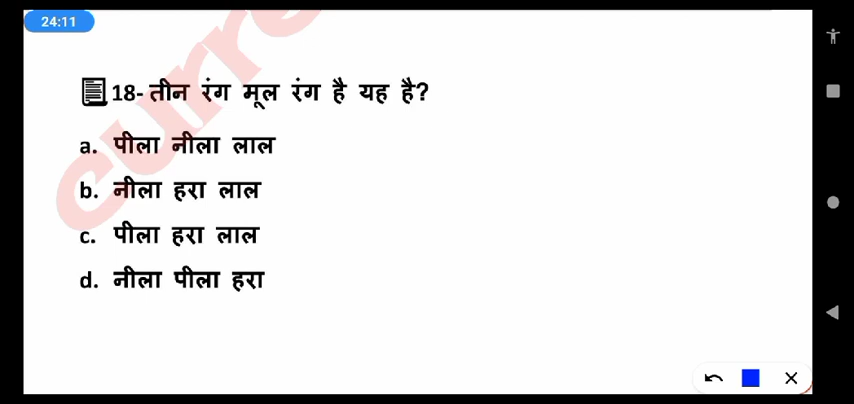 24:11
18- तीन रंग मूल रंग है यह है?
a. पीला नीला लाल
b. नीला हरा लाल
c. पीला हरा लाल
d. नीला पीला हरा